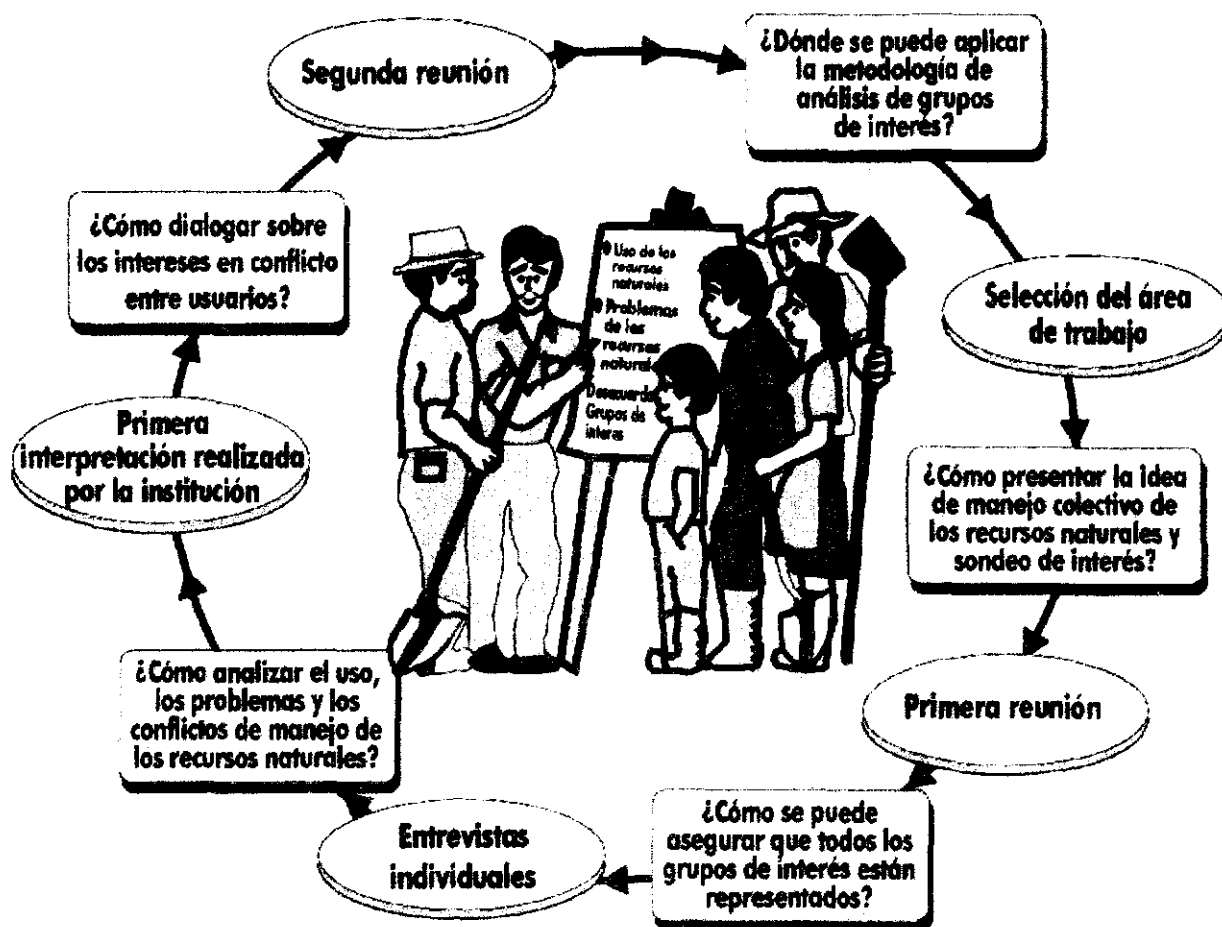 Segunda reunión
¿Dónde se puede aplicar
la metodología de
análisis de grupos
de interés?
Selección del área
de trabajo
¿Cómo presentar la idea
de manejo colectivo de
los recursos naturales y
sondeo de interés?
Primera reunión
¿Cómo se puede
asegurar que todos los
grupos de interés están
representados?
Entrevistas
individuales
¿Cómo analizar el uso,
los problemas y los
conflictos de manejo de
los recursos naturales?
Primera
interpretación realizada
por la institución
¿Cómo dialogar sobre
los intereses en conflicto
entre usuarios?
Uso de los
recursos
naturales
Problemas
de los
recursos
natural
Desacuerdo
Grupos de
interes